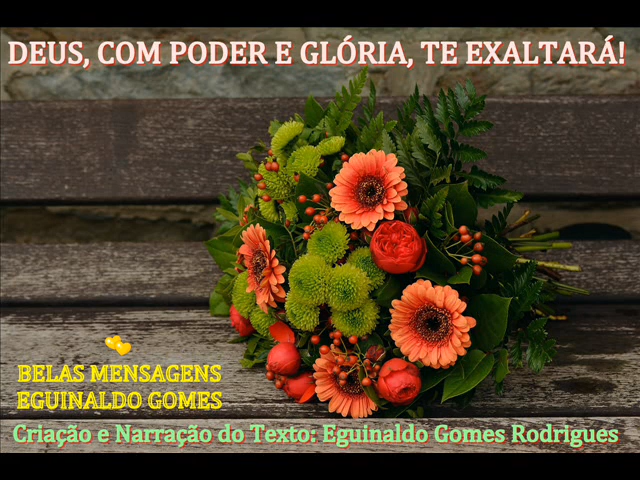 DEUS, COM PODER E GLÓRIA, TE EXALTARÁ!
BELAS MENSAGENS
EGUINALDO GOMES
Criação e Narração do Texto: Eguinaldo Gomes Rodrigues